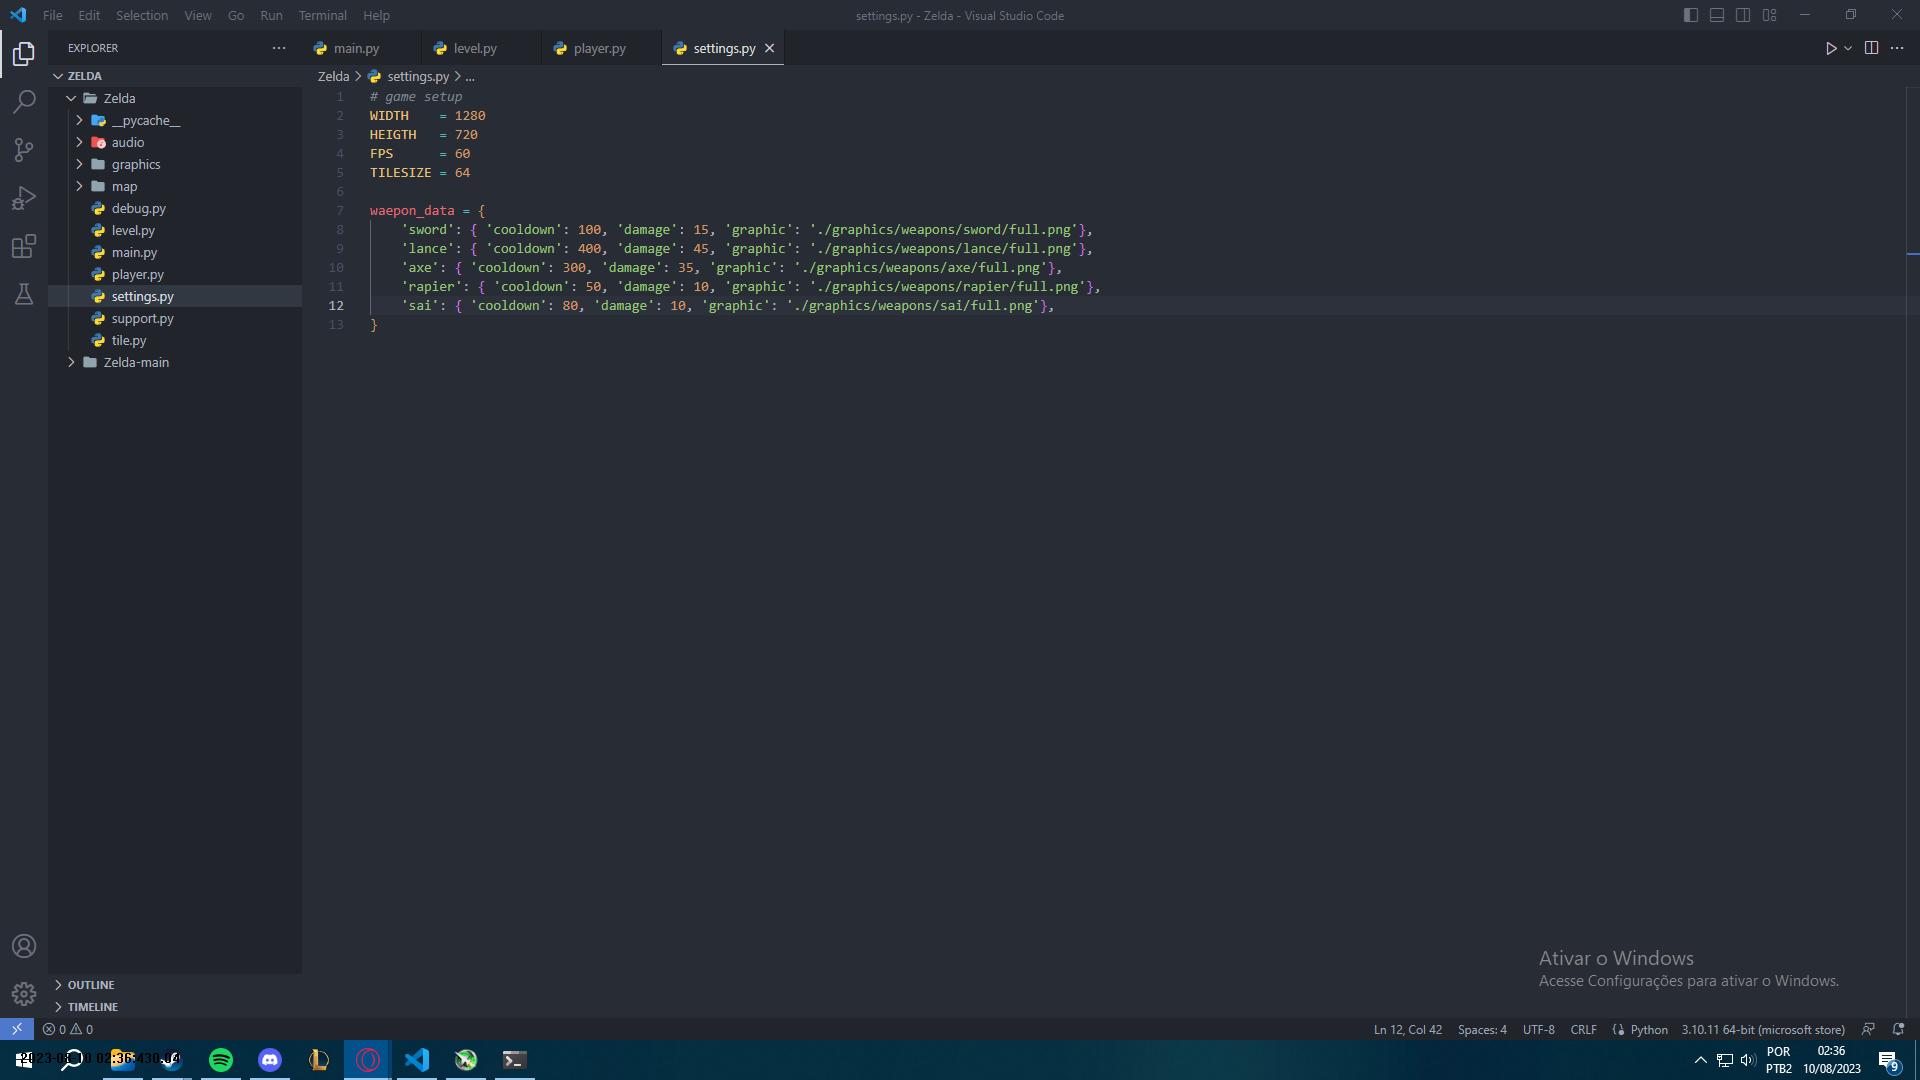 File Edit Selection View Go Run Terminal Help
settings.py - Zelda - Visual Studio Code
EXPLORER
main.py
level.py
player.py
settings.py
ZELDA
Zelda
__pycache__
audio
graphics
map
debug.py
level.py
main.py
player.py
settings.py
support.py
tile.py
Zelda-main
OUTLINE
TIMELINE
Zelda > settings.py > ...
1 # game setup
2 WIDTH    = 1280
3 HEIGTH   = 720
4 FPS      = 60
5 TILESIZE = 64
6
7 waepon_data = {
8     'sword': { 'cooldown': 100, 'damage': 15, 'graphic': './graphics/weapons/sword/full.png'},
9     'lance': { 'cooldown': 400, 'damage': 45, 'graphic': './graphics/weapons/lance/full.png'},
10     'axe': { 'cooldown': 300, 'damage': 35, 'graphic': './graphics/weapons/axe/full.png'},
11     'rapier': { 'cooldown': 50, 'damage': 10, 'graphic': './graphics/weapons/rapier/full.png'},
12     'sai': { 'cooldown': 80, 'damage': 10, 'graphic': './graphics/weapons/sai/full.png'},
13 }
Ativar o Windows
Acesse Configurações para ativar o Windows.
0 0
Ln 12, Col 42 Spaces: 4 UTF-8 CRLF Python 3.10.11 64-bit (microsoft store)
POR
PTB2
02:36
10/08/2023
9